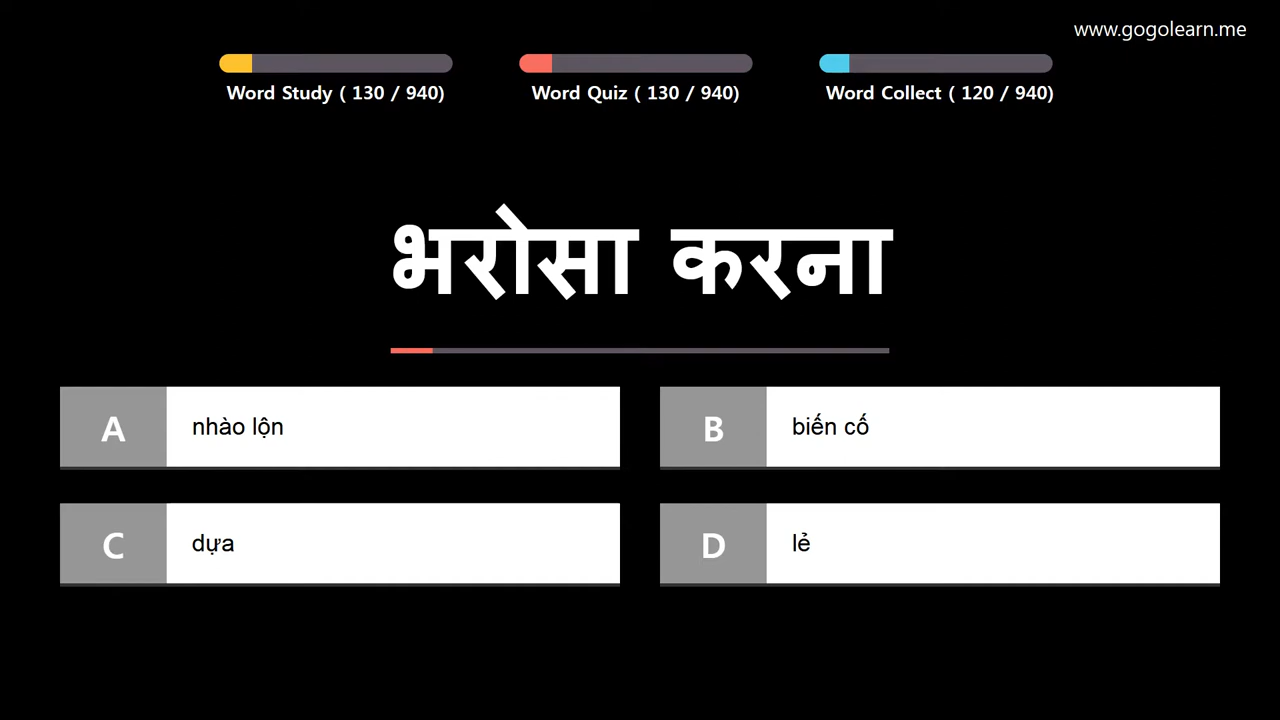 www.gogolearn.me
Word Study ( 130 / 940)
Word Quiz ( 130 / 940)
Word Collect ( 120 / 940)
भरोसा करना
A
nhào lộn
B
biến cố
C
dựa
D
lẻ